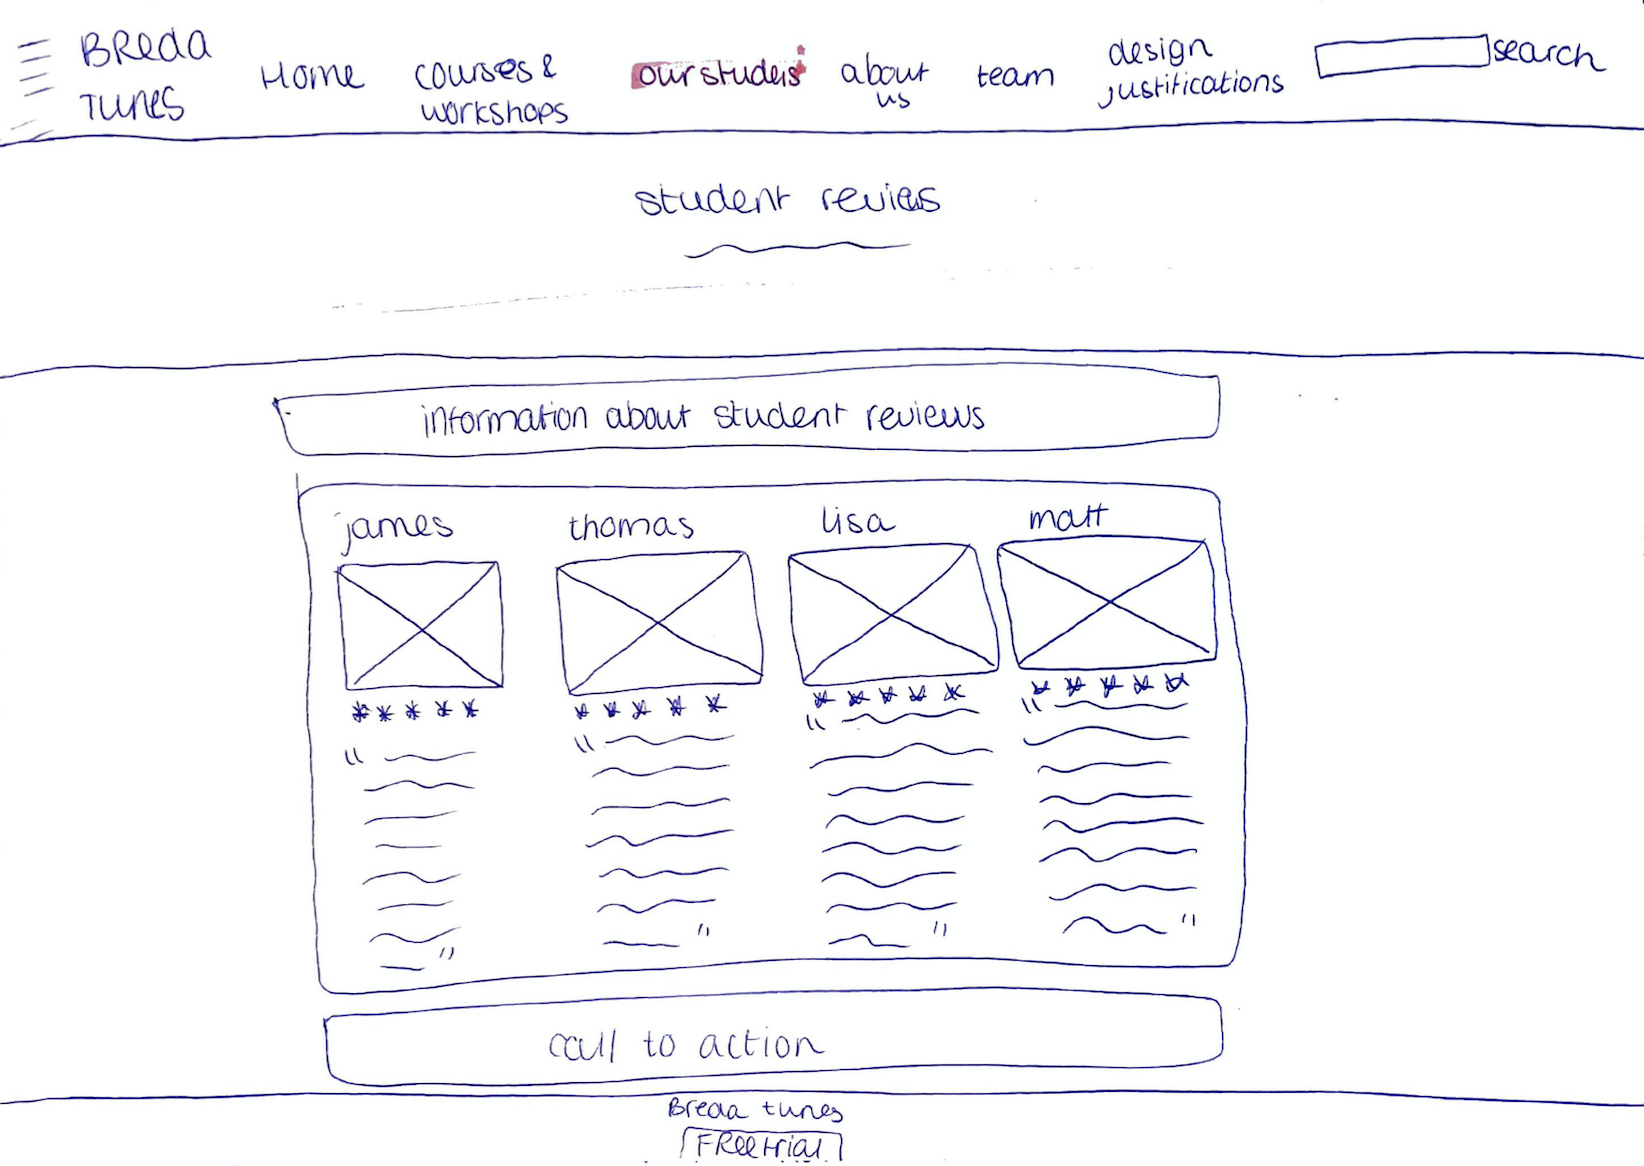 BReda
TUNES
Home
courses &
workshops
our studens
about
us
team
design
justifications
search
student reviews
information about student reviews
james
thomas
lisa
matt
call to action
Breda tunes
FREE trial